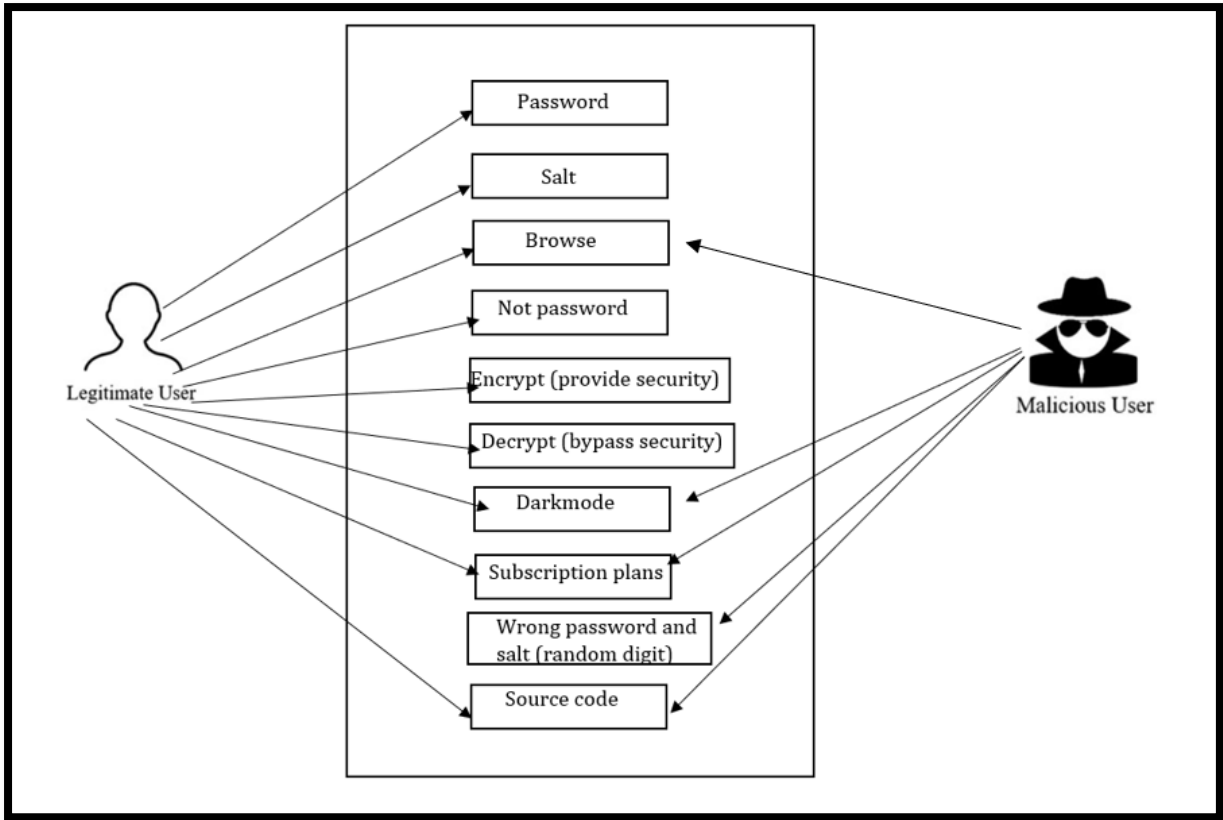 Password
Salt
Browse
Not password
Legitimate User
Encrypt (provide security)
Malicious User
Decrypt (bypass security)
Darkmode
Subscription plans
Wrong password and
salt (random digit)
Source code